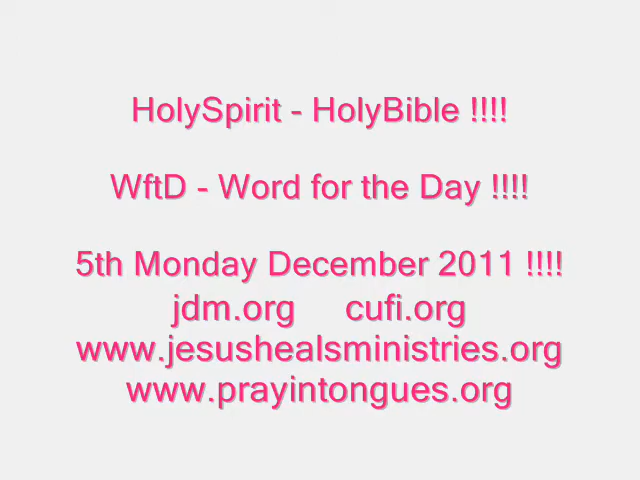 HolySpirit - HolyBible !!!!
WftD - Word for the Day !!!!
5th Monday December 2011 !!!!
jdm.org cufi.org
www.jesushealsministries.org
www.prayintongues.org